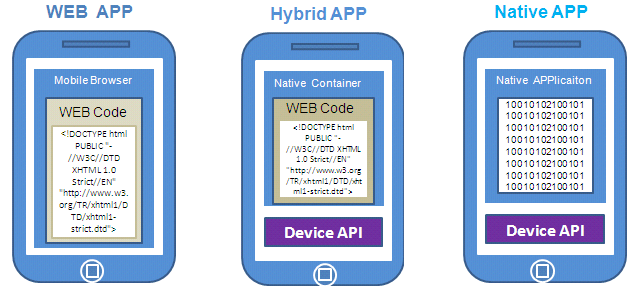 WEB APP
Mobile Browser
WEB Code
<!DOCTYPE html
PUBLIC "-
//W3C//DTD
XHTML 1.0
Strict//EN"
"http://www.w3.
org/TR/xhtml1/D
TD/xhtml1-
strict.dtd">
Hybrid APP
Native Container
WEB Code
<!DOCTYPE html
PUBLIC "-
//W3C//DTD XHTML
1.0 Strict//EN"
"http://www.w3.org
/TR/xhtml1/DTD/xht
ml1-strict.dtd">
Device API
Native APP
Native APPlicaiton
10010102100101
10010102100101
10010102100101
10010102100101
10010102100101
10010102100101
10010102100101
10010102100101
Device API